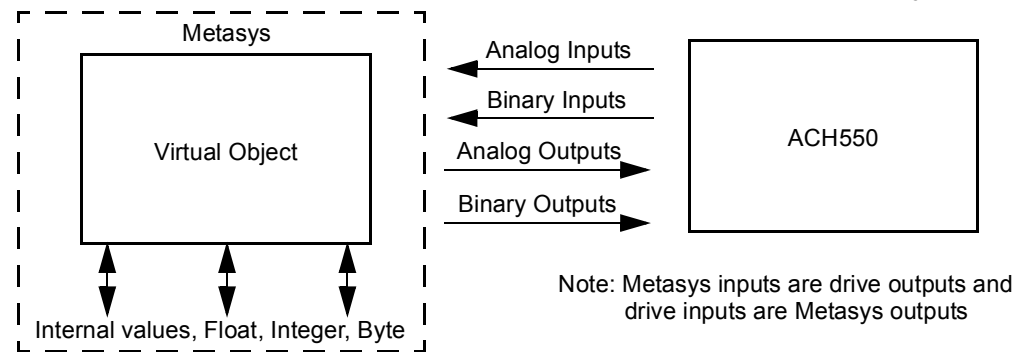 Metasys
Virtual Object
Internal values, Float, Integer, Byte
Analog Inputs
Binary Inputs
Analog Outputs
Binary Outputs
ACH550
Note: Metasys inputs are drive outputs and
drive inputs are Metasys outputs